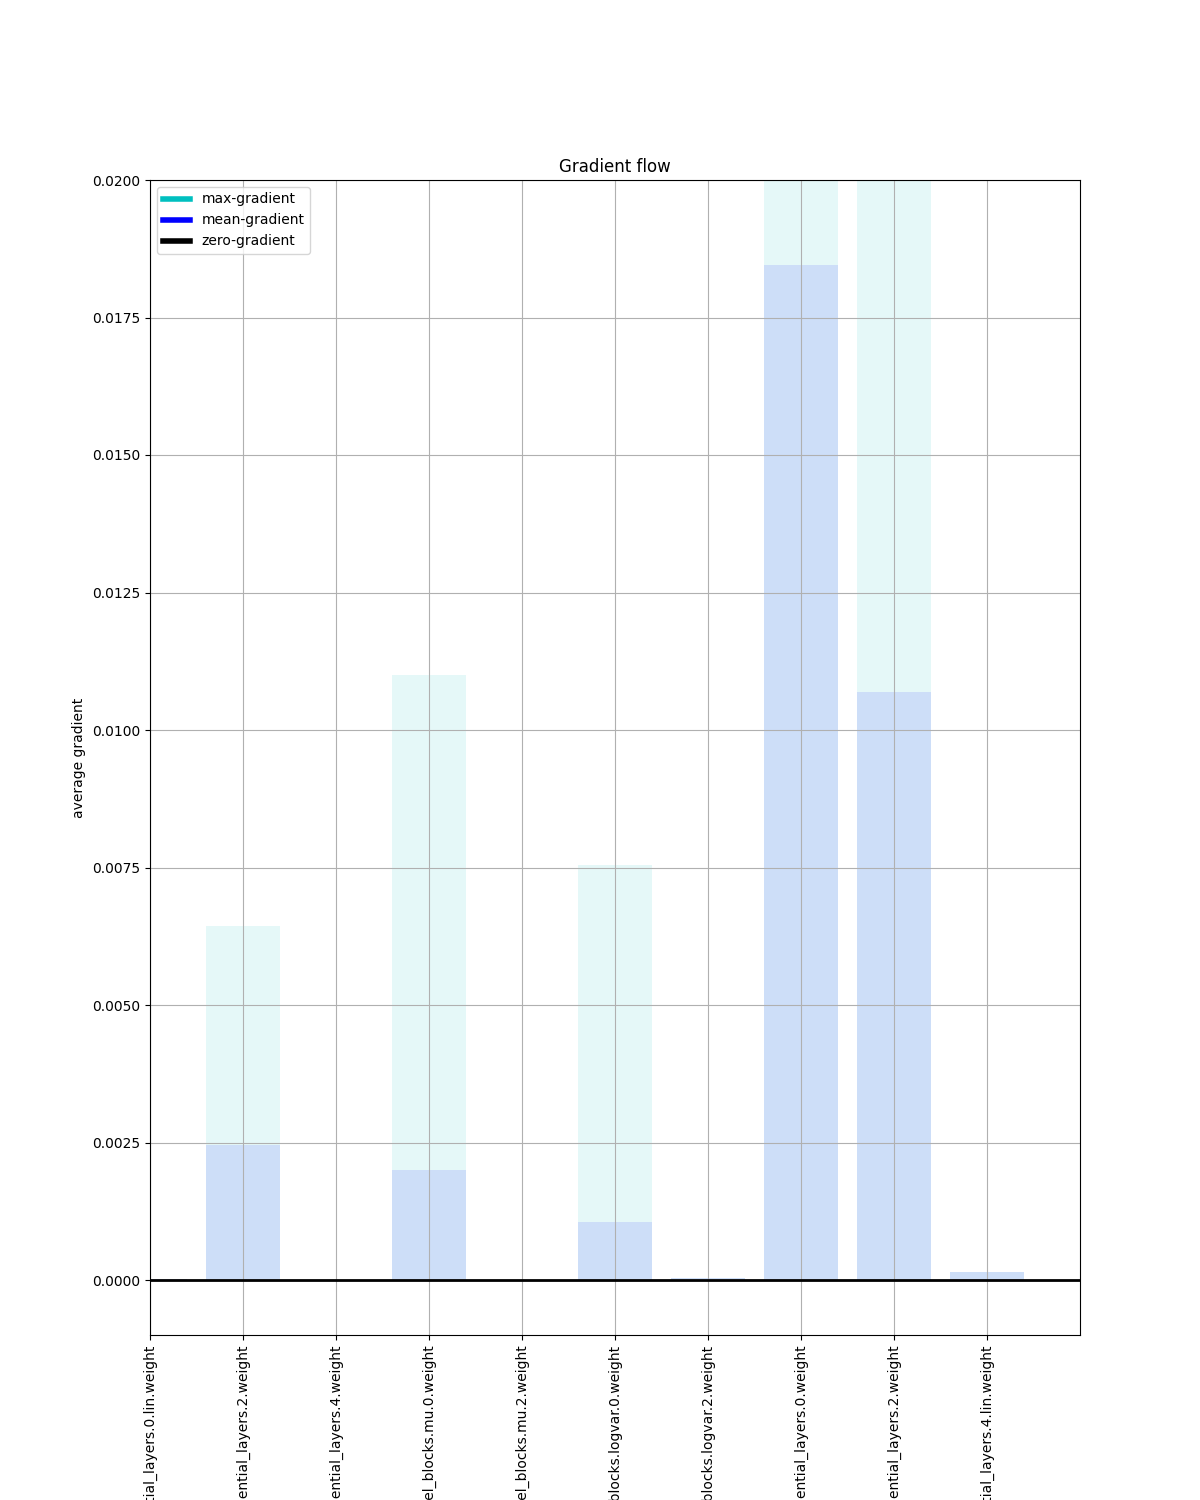 Gradient flow
max-gradient
mean-gradient
zero-gradient
average gradient
0.0200
0.0175
0.0150
0.0125
0.0100
0.0075
0.0050
0.0025
0.0000
tial_layers.0.lin.weight
ential_layers.2.weight
ential_layers.4.weight
el_blocks.mu.0.weight
el_blocks.mu.2.weight
blocks.logvar.0.weight
blocks.logvar.2.weight
ential_layers.0.weight
ential_layers.2.weight
tial_layers.4.lin.weight